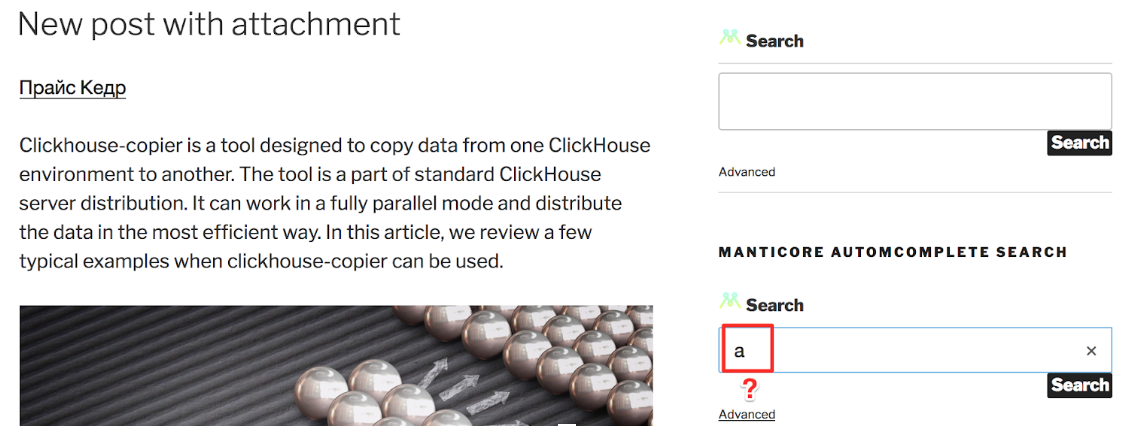 New post with attachment
Прайс Кедр
Clickhouse-copier is a tool designed to copy data from one ClickHouse
environment to another. The tool is a part of standard ClickHouse
server distribution. It can work in a fully parallel mode and distribute
the data in the most efficient way. In this article, we review a few
typical examples when clickhouse-copier can be used.
Search
Search
Advanced
MANTICORE AUTOMCOMPLETE SEARCH
Search
a ×
?
Search
Advanced